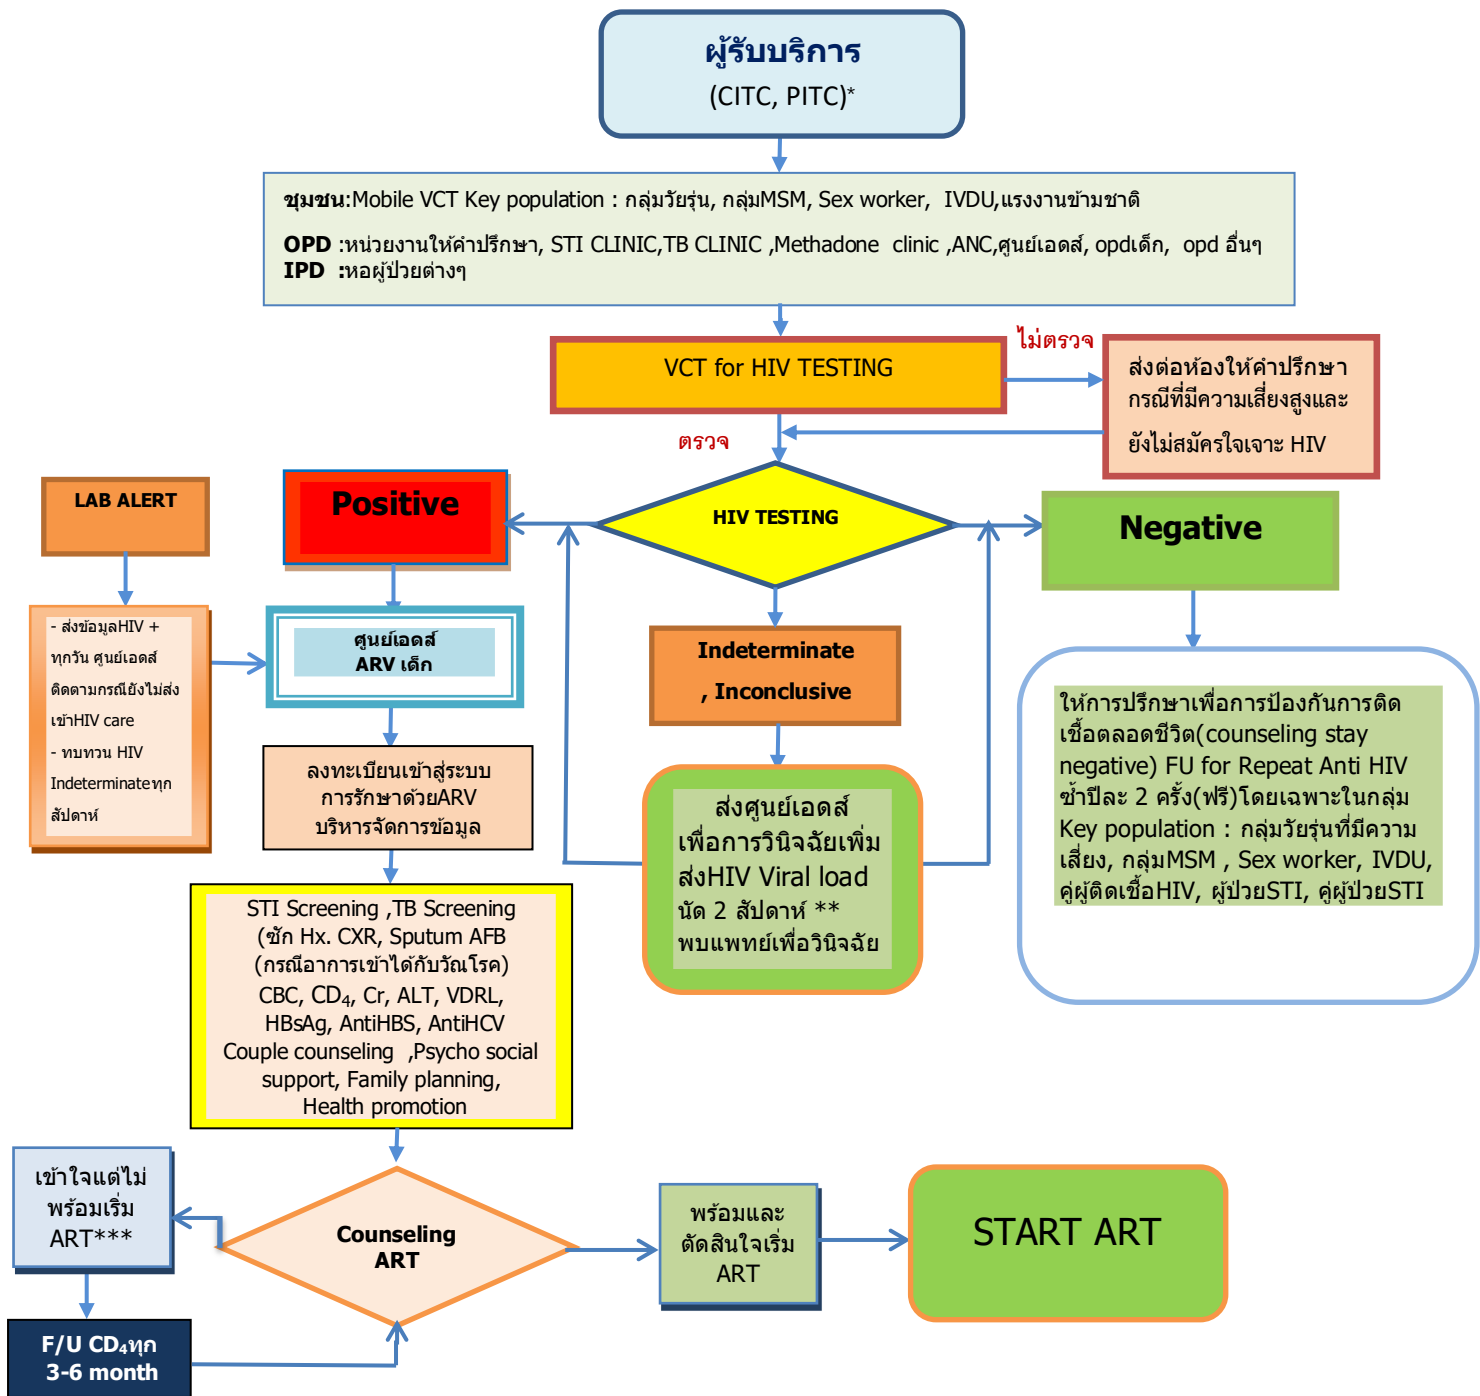 ผู้รับบริการ
(CITC, PITC)*
ชุมชน:Mobile VCT Key population : กลุ่มวัยรุ่น, กลุ่มMSM, Sex worker, IVDU,แรงงานข้ามชาติ
OPD :หน่วยงานให้คำปรึกษา, STI CLINIC,TB CLINIC ,Methadone clinic ,ANC,ศูนย์เอดส์, opdเด็ก, opd อื่นๆ
IPD :หอผู้ป่วยต่างๆ
VCT for HIV TESTING
ไม่ตรวจ
ส่งต่อห้องให้คำปรึกษา
กรณีที่มีความเสี่ยงสูงและ
ยังไม่สมัครใจเจาะ HIV
ตรวจ
LAB ALERT
Positive
HIV TESTING
Negative
- ส่งข้อมูลHIV +
ทุกวัน ศูนย์เอดส์
ติดตามกรณียังไม่ส่ง
เข้าHIV care
- ทบทวน HIV
Indeterminateทุก
สัปดาห์
ศูนย์เอดส์
ARV เด็ก
Indeterminate
, Inconclusive
ลงทะเบียนเข้าสู่ระบบ
การรักษาด้วยARV
บริหารจัดการข้อมูล
ส่งศูนย์เอดส์
เพื่อการวินิจฉัยเพิ่ม
ส่งHIV Viral load
นัด 2 สัปดาห์ **
พบแพทย์เพื่อวินิจฉัย
ให้การปรึกษาเพื่อการป้องกันการติด
เชื้อตลอดชีวิต(counseling stay
negative) FU for Repeat Anti HIV
ซ้ำปีละ 2 ครั้ง(ฟรี)โดยเฉพาะในกลุ่ม
Key population : กลุ่มวัยรุ่นที่มีความ
เสี่ยง, กลุ่มMSM , Sex worker, IVDU,
คู่ผู้ติดเชื้อHIV, ผู้ป่วยSTI, คู่ผู้ป่วยSTI
STI Screening ,TB Screening
(ซัก Hx. CXR, Sputum AFB
(กรณีอาการเข้าได้กับวัณโรค)
CBC, CD₄, Cr, ALT, VDRL,
HBsAg, AntiHBS, AntiHCV
Couple counseling ,Psycho social
support, Family planning,
Health promotion
เข้าใจแต่ไม่
พร้อมเริ่ม
ART***
Counseling
ART
พร้อมและ
ตัดสินใจเริ่ม
ART
START ART
F/U CD₄ทุก
3-6 month